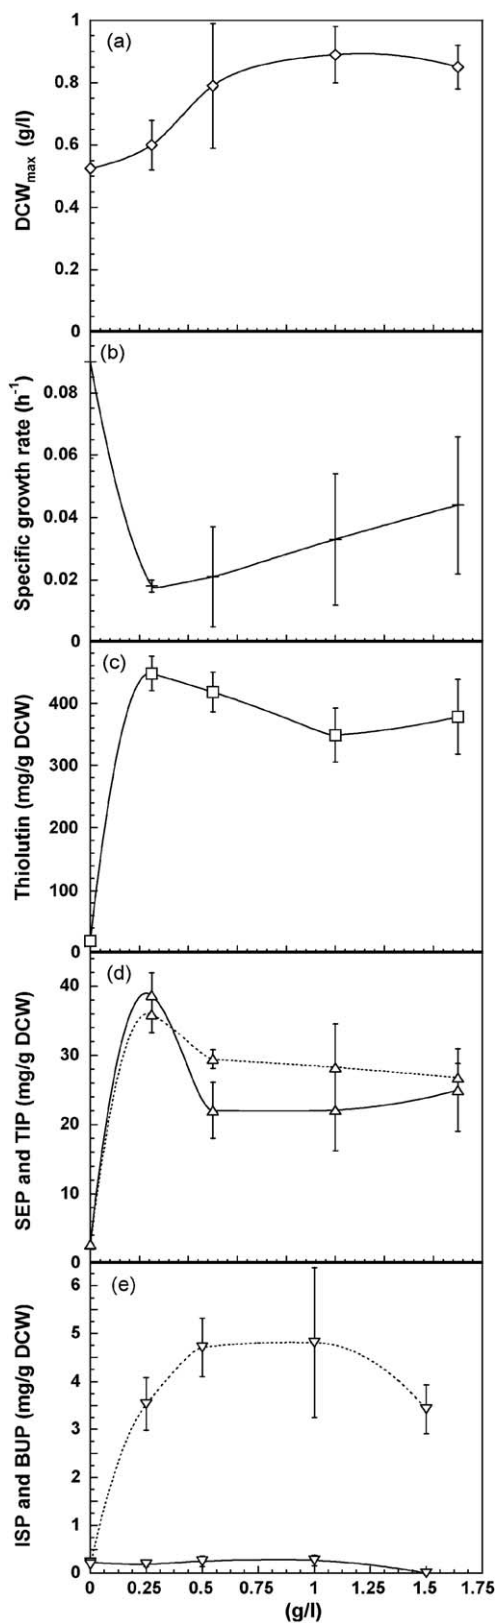 (a)
DCWmax (g/l)
1
0.8
0.6
0.4
0.2
0
(b)
Specific growth rate (h-1)
0.08
0.06
0.04
0.02
0
(c)
Thiolutin (mg/g DCW)
400
300
200
100
0
(d)
SEP and TIP (mg/g DCW)
40
30
20
10
0
(e)
ISP and BUP (mg/g DCW)
6
5
4
3
2
1
0
0 0.25 0.5 0.75 1 1.25 1.5 1.75
(g/l)